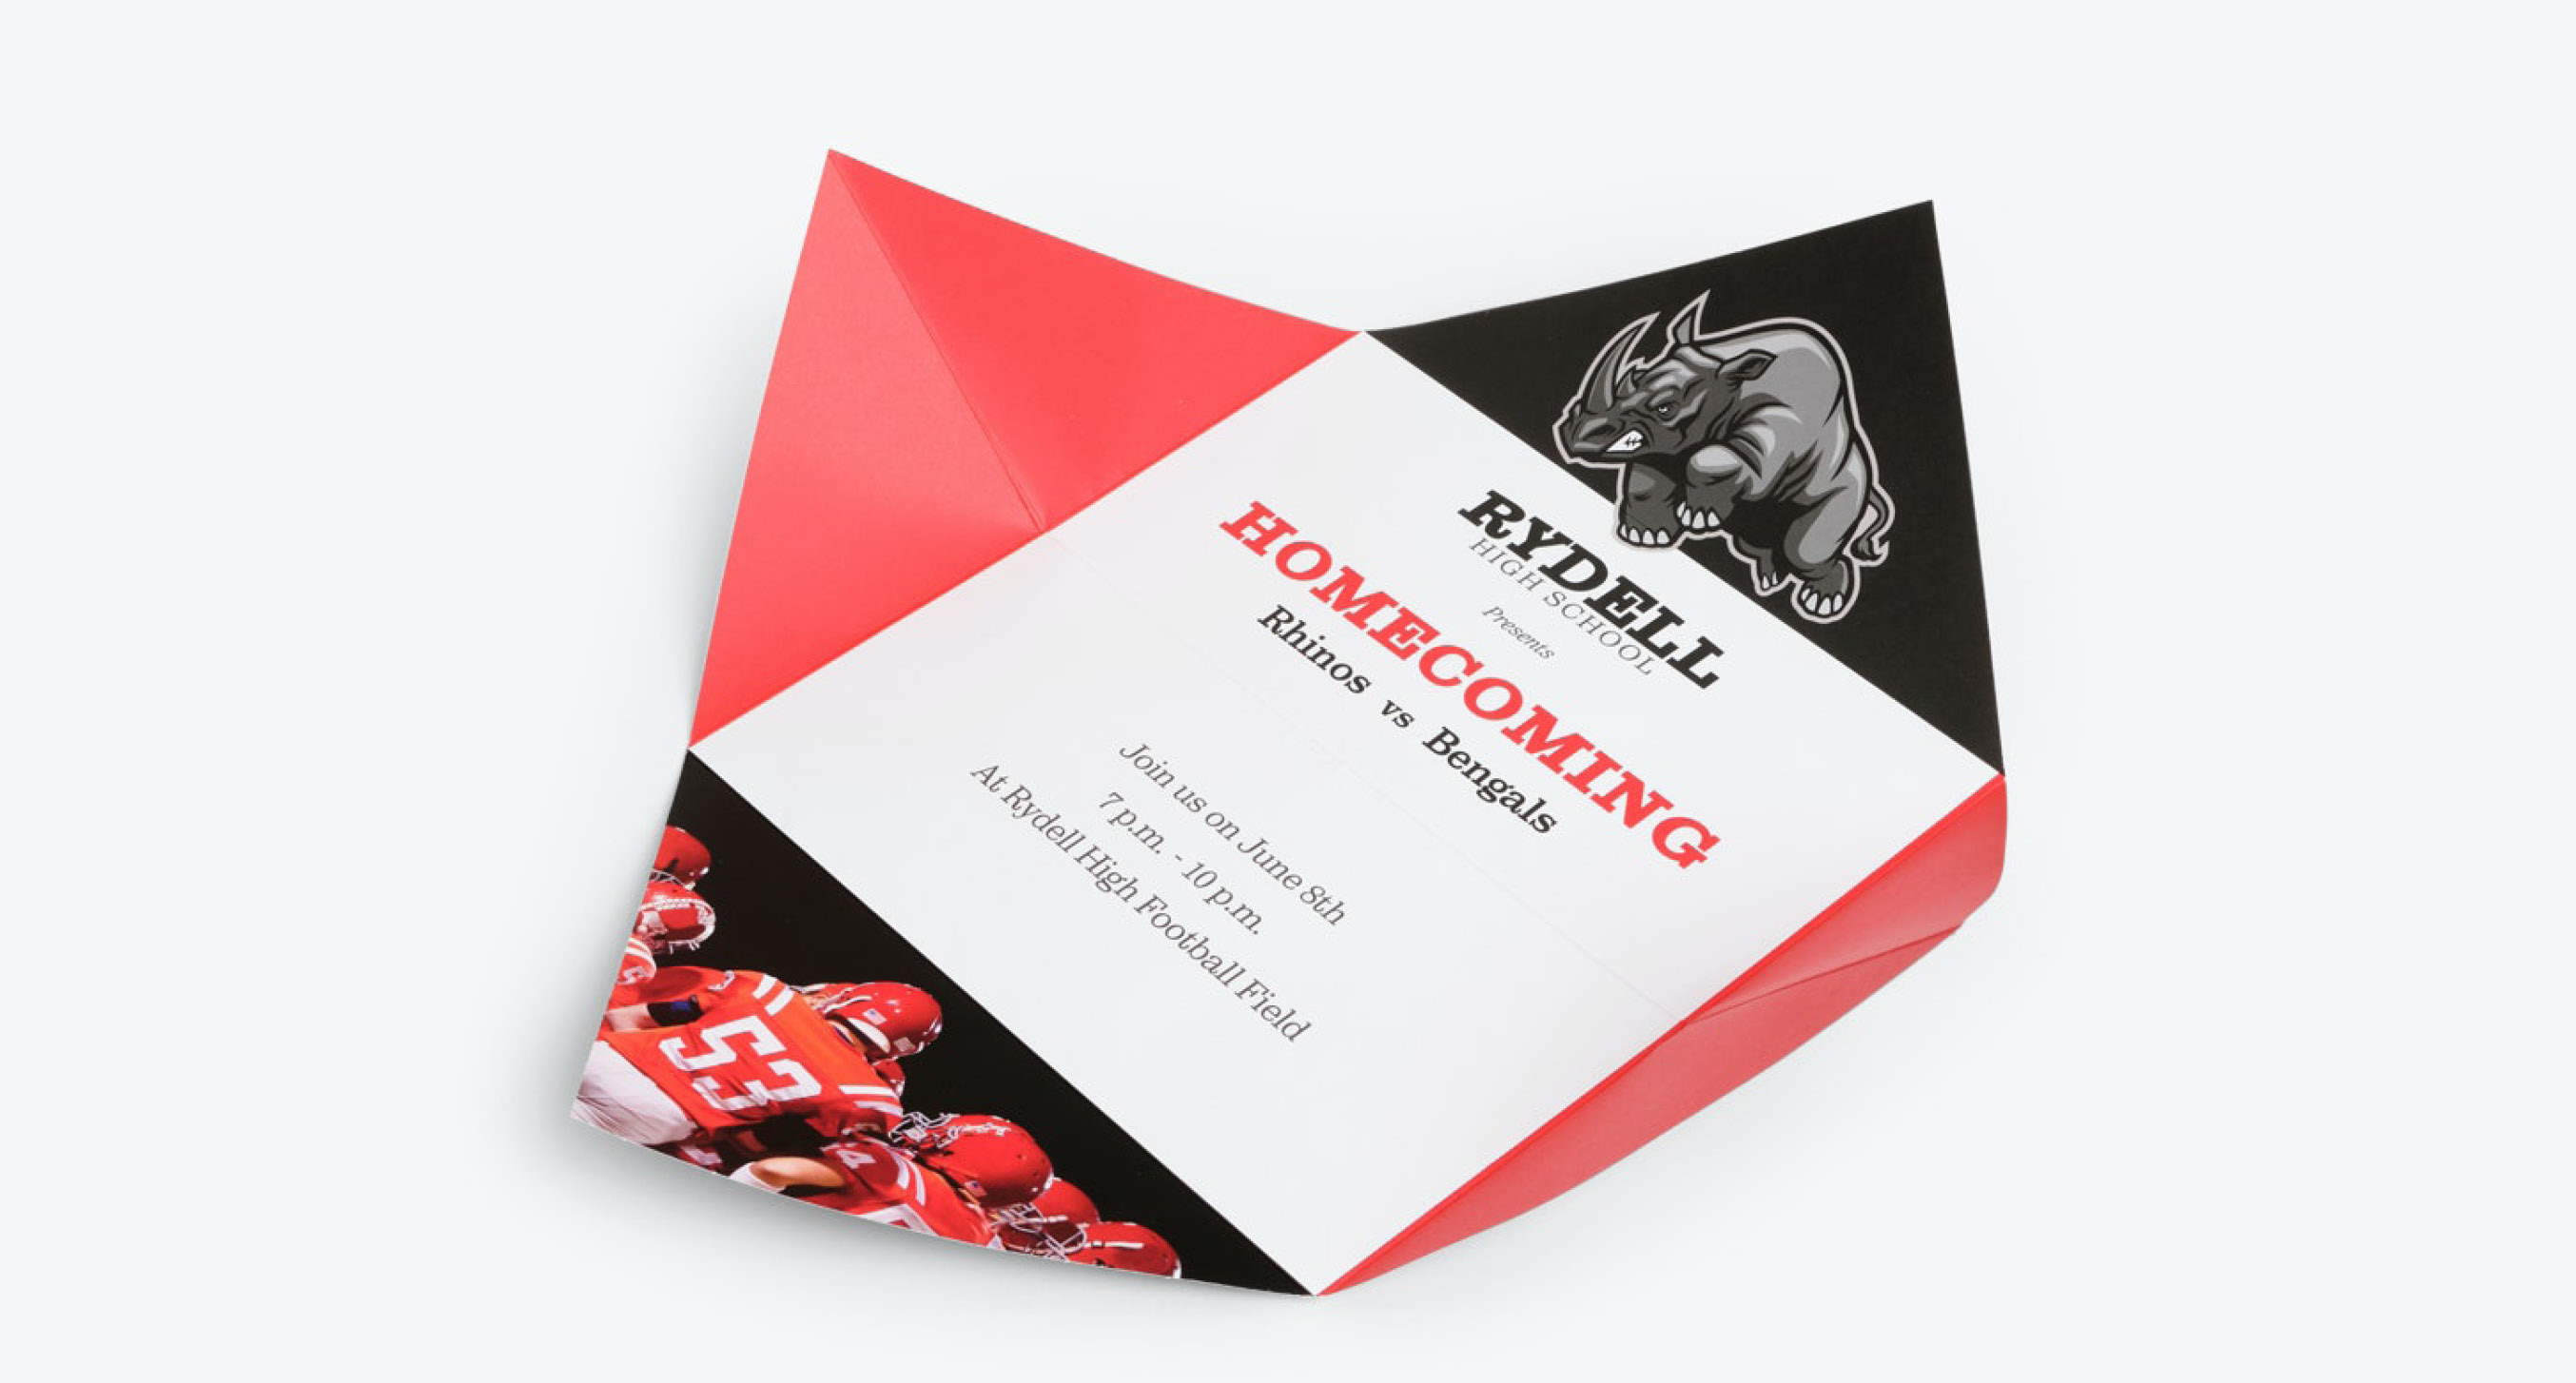 RYDELL
HIGH SCHOOL
Presents
HOMECOMING
Rhinos vs Bengals
Join us on June 8th
7 p.m. - 10 p.m.
At Rydell High Football Field
53